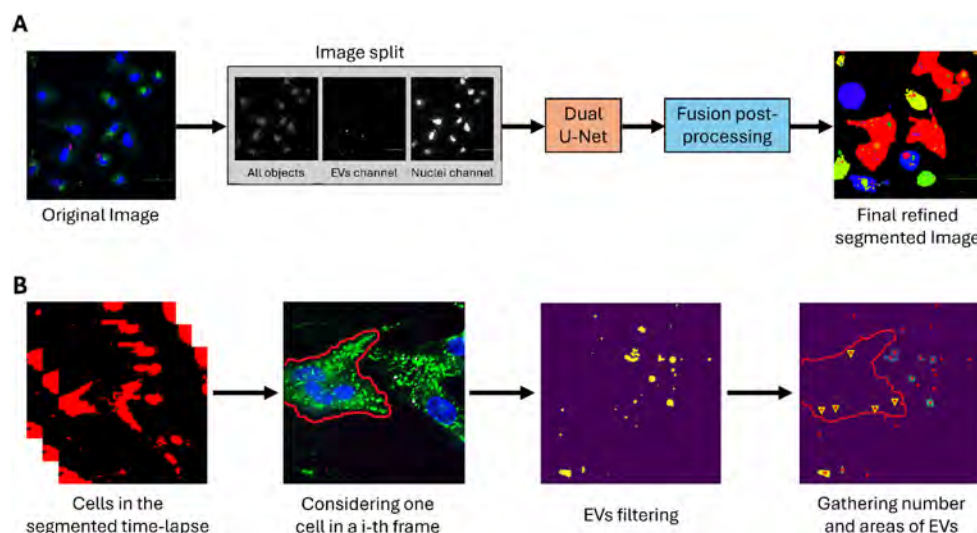 A
Image split
Dual
U-Net
Fusion post-
processing
All objects
EVs channel
Nuclei channel
Original Image
Final refined
segmented Image
B
Cells in the
segmented time-lapse
Considering one
cell in a i-th frame
EVs filtering
Gathering number
and areas of EVs